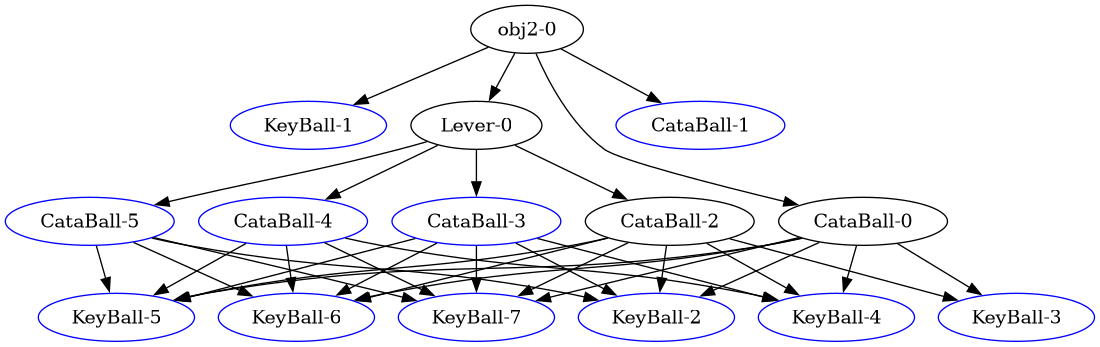 obj2-0
KeyBall-1
Lever-0
CataBall-1
CataBall-5
CataBall-4
CataBall-3
CataBall-2
CataBall-0
KeyBall-5
KeyBall-6
KeyBall-7
KeyBall-2
KeyBall-4
KeyBall-3